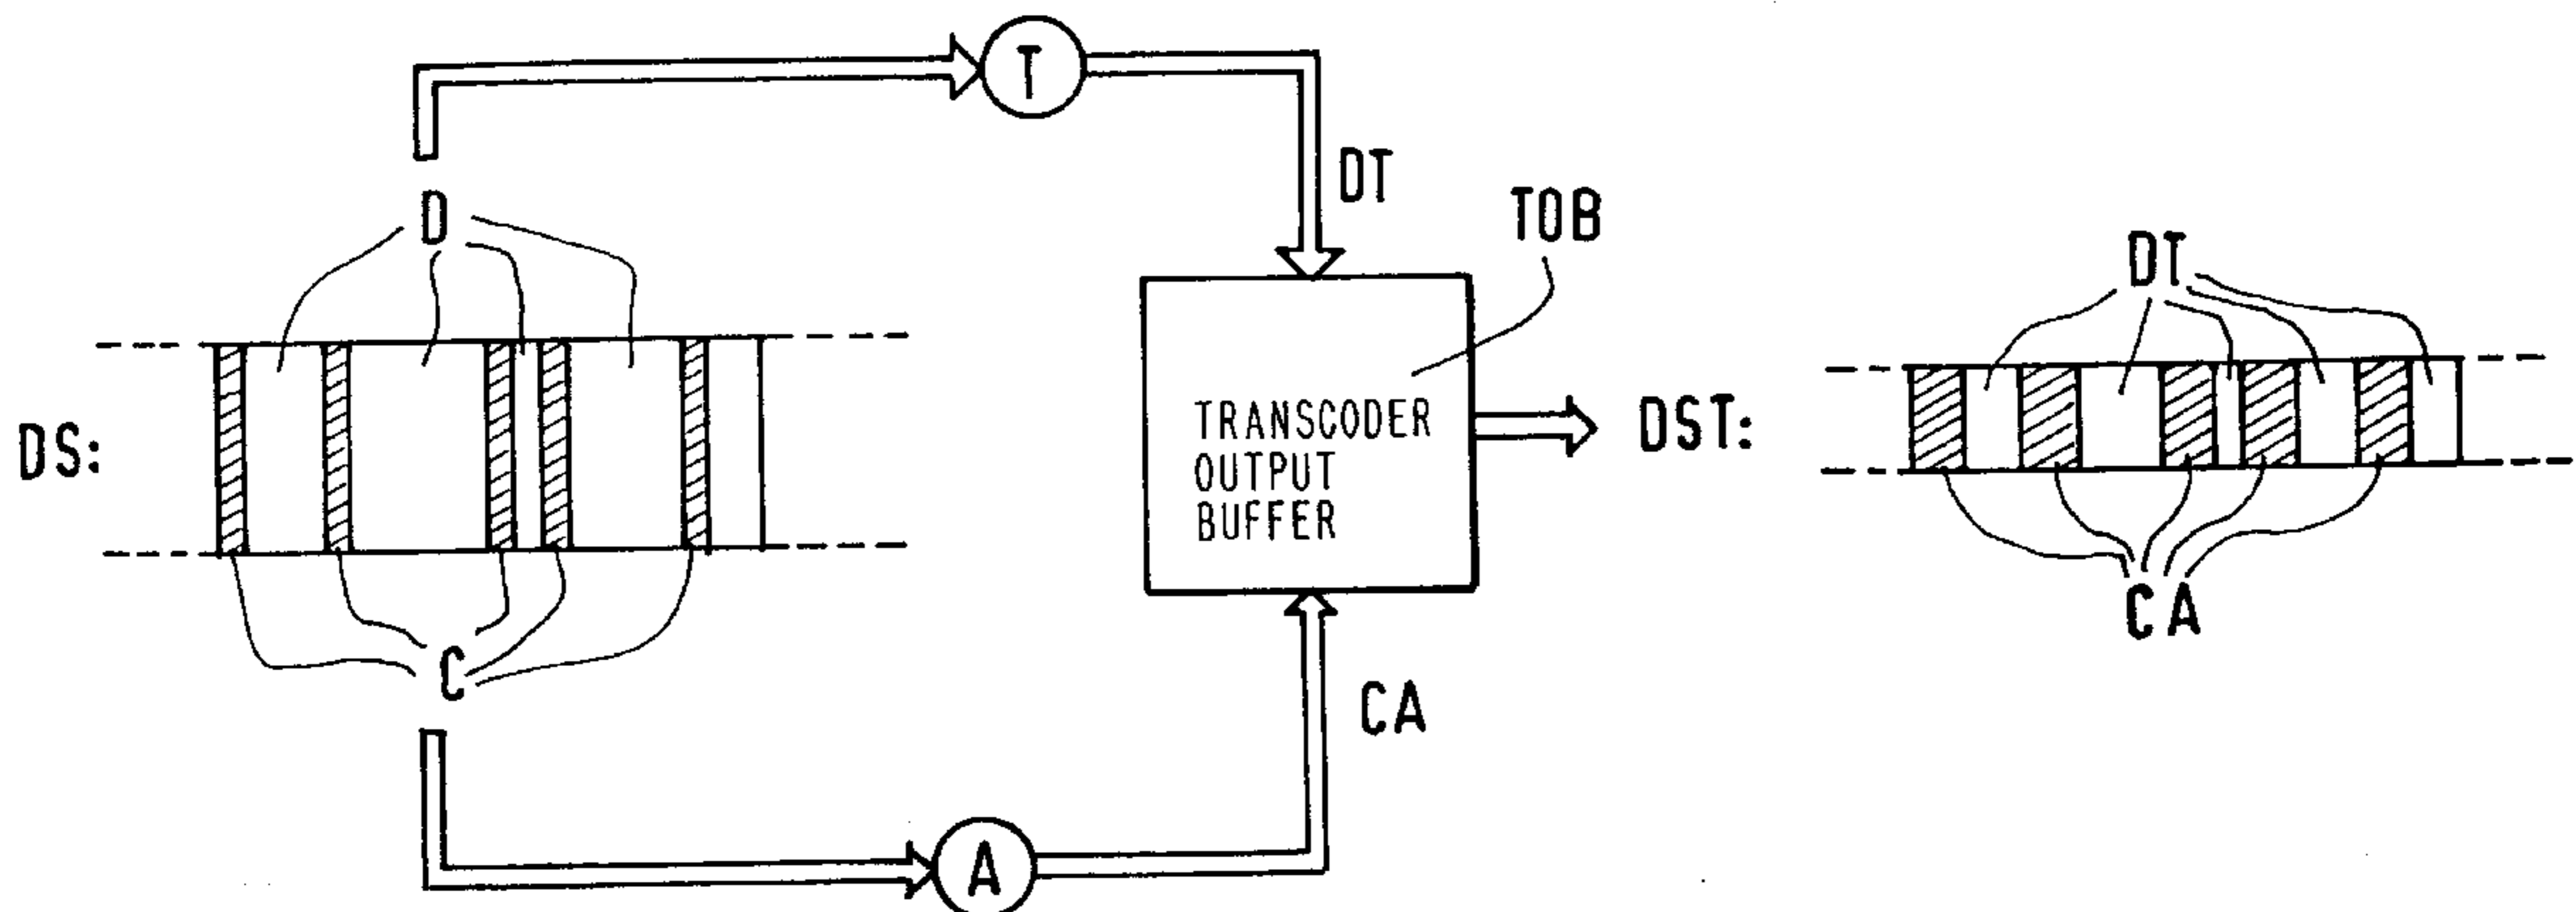 T
DT
D
TOB
DT
DS:
TRANSCODER
OUTPUT
BUFFER
DST:
C
CA
CA
A